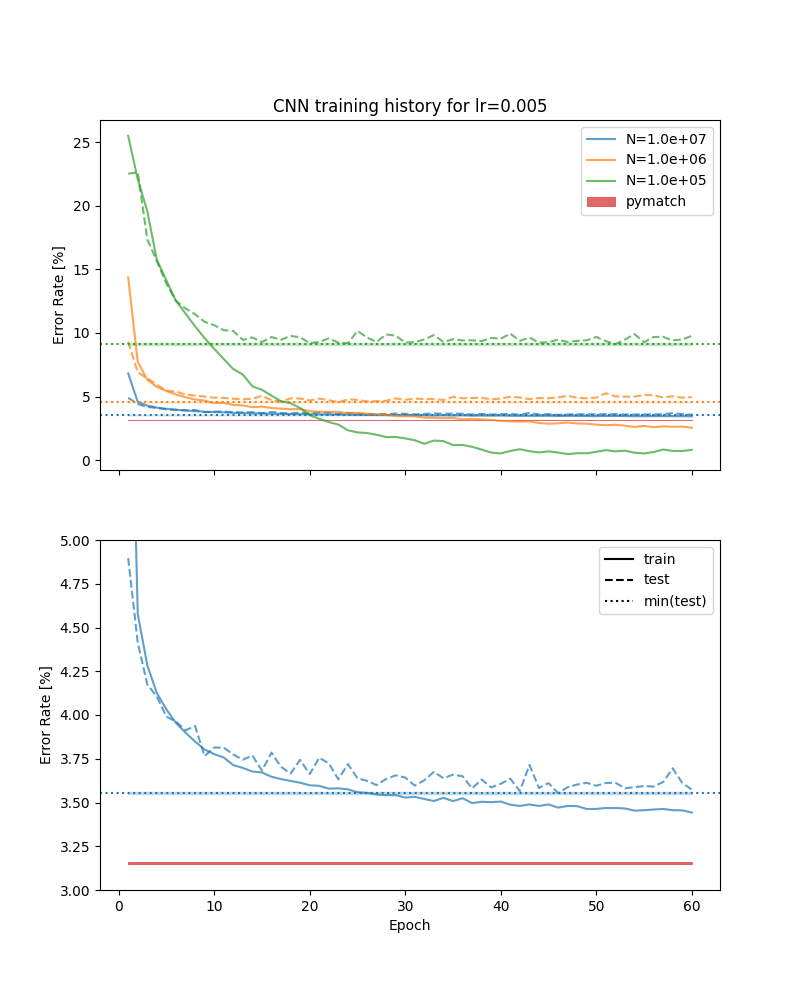 CNN training history for lr=0.005
Error Rate [%]
25
20
15
10
5
0
N=1.0e+07
N=1.0e+06
N=1.0e+05
pymatch
Error Rate [%]
5.00
4.75
4.50
4.25
4.00
3.75
3.50
3.25
3.00
train
test
min(test)
0 10 20 30 40 50 60
Epoch